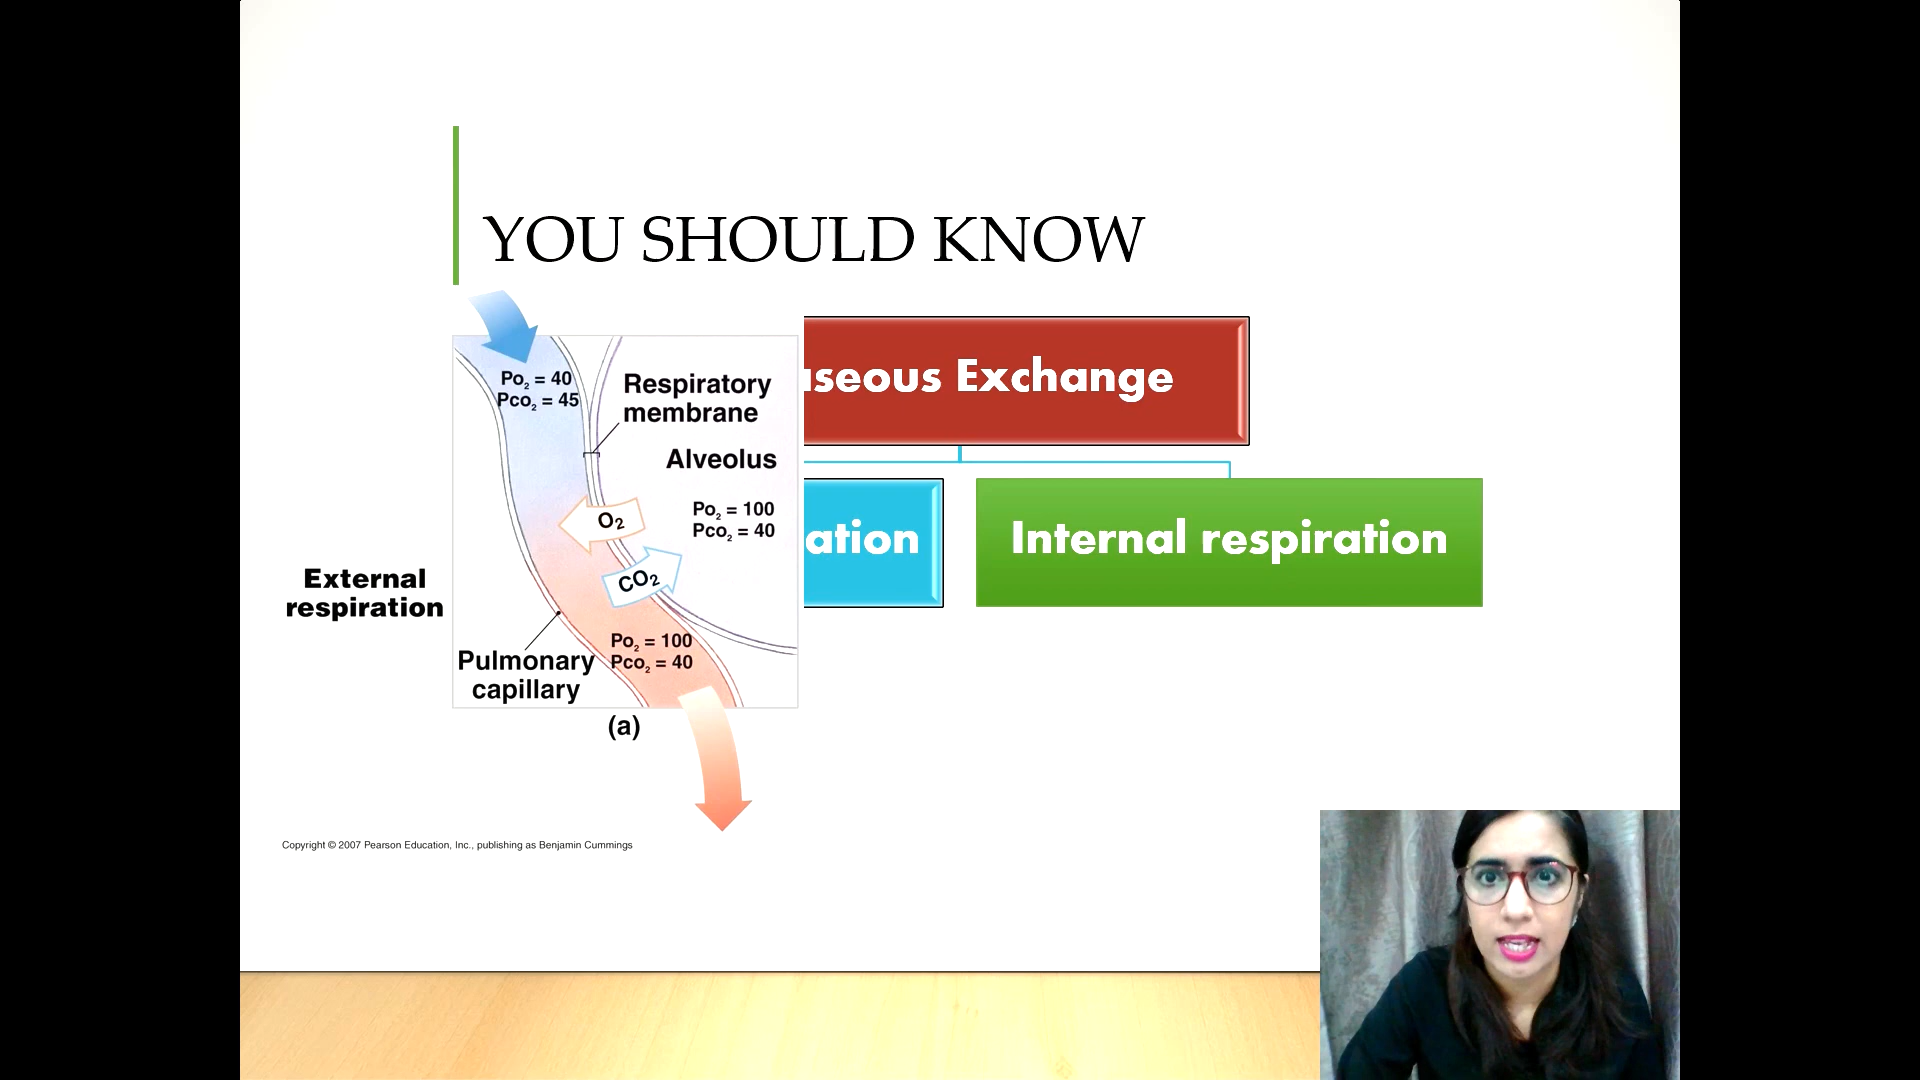 YOU SHOULD KNOW
aseous Exchange
ation
Internal respiration
Po2 = 40
Pco2 = 45
Respiratory
membrane
Alveolus
Po2 = 100
Pco2 = 40
O2
CO2
External
respiration
Po2 = 100
Pco2 = 40
Pulmonary
capillary
(a)
Copyright © 2007 Pearson Education, Inc., publishing as Benjamin Cummings